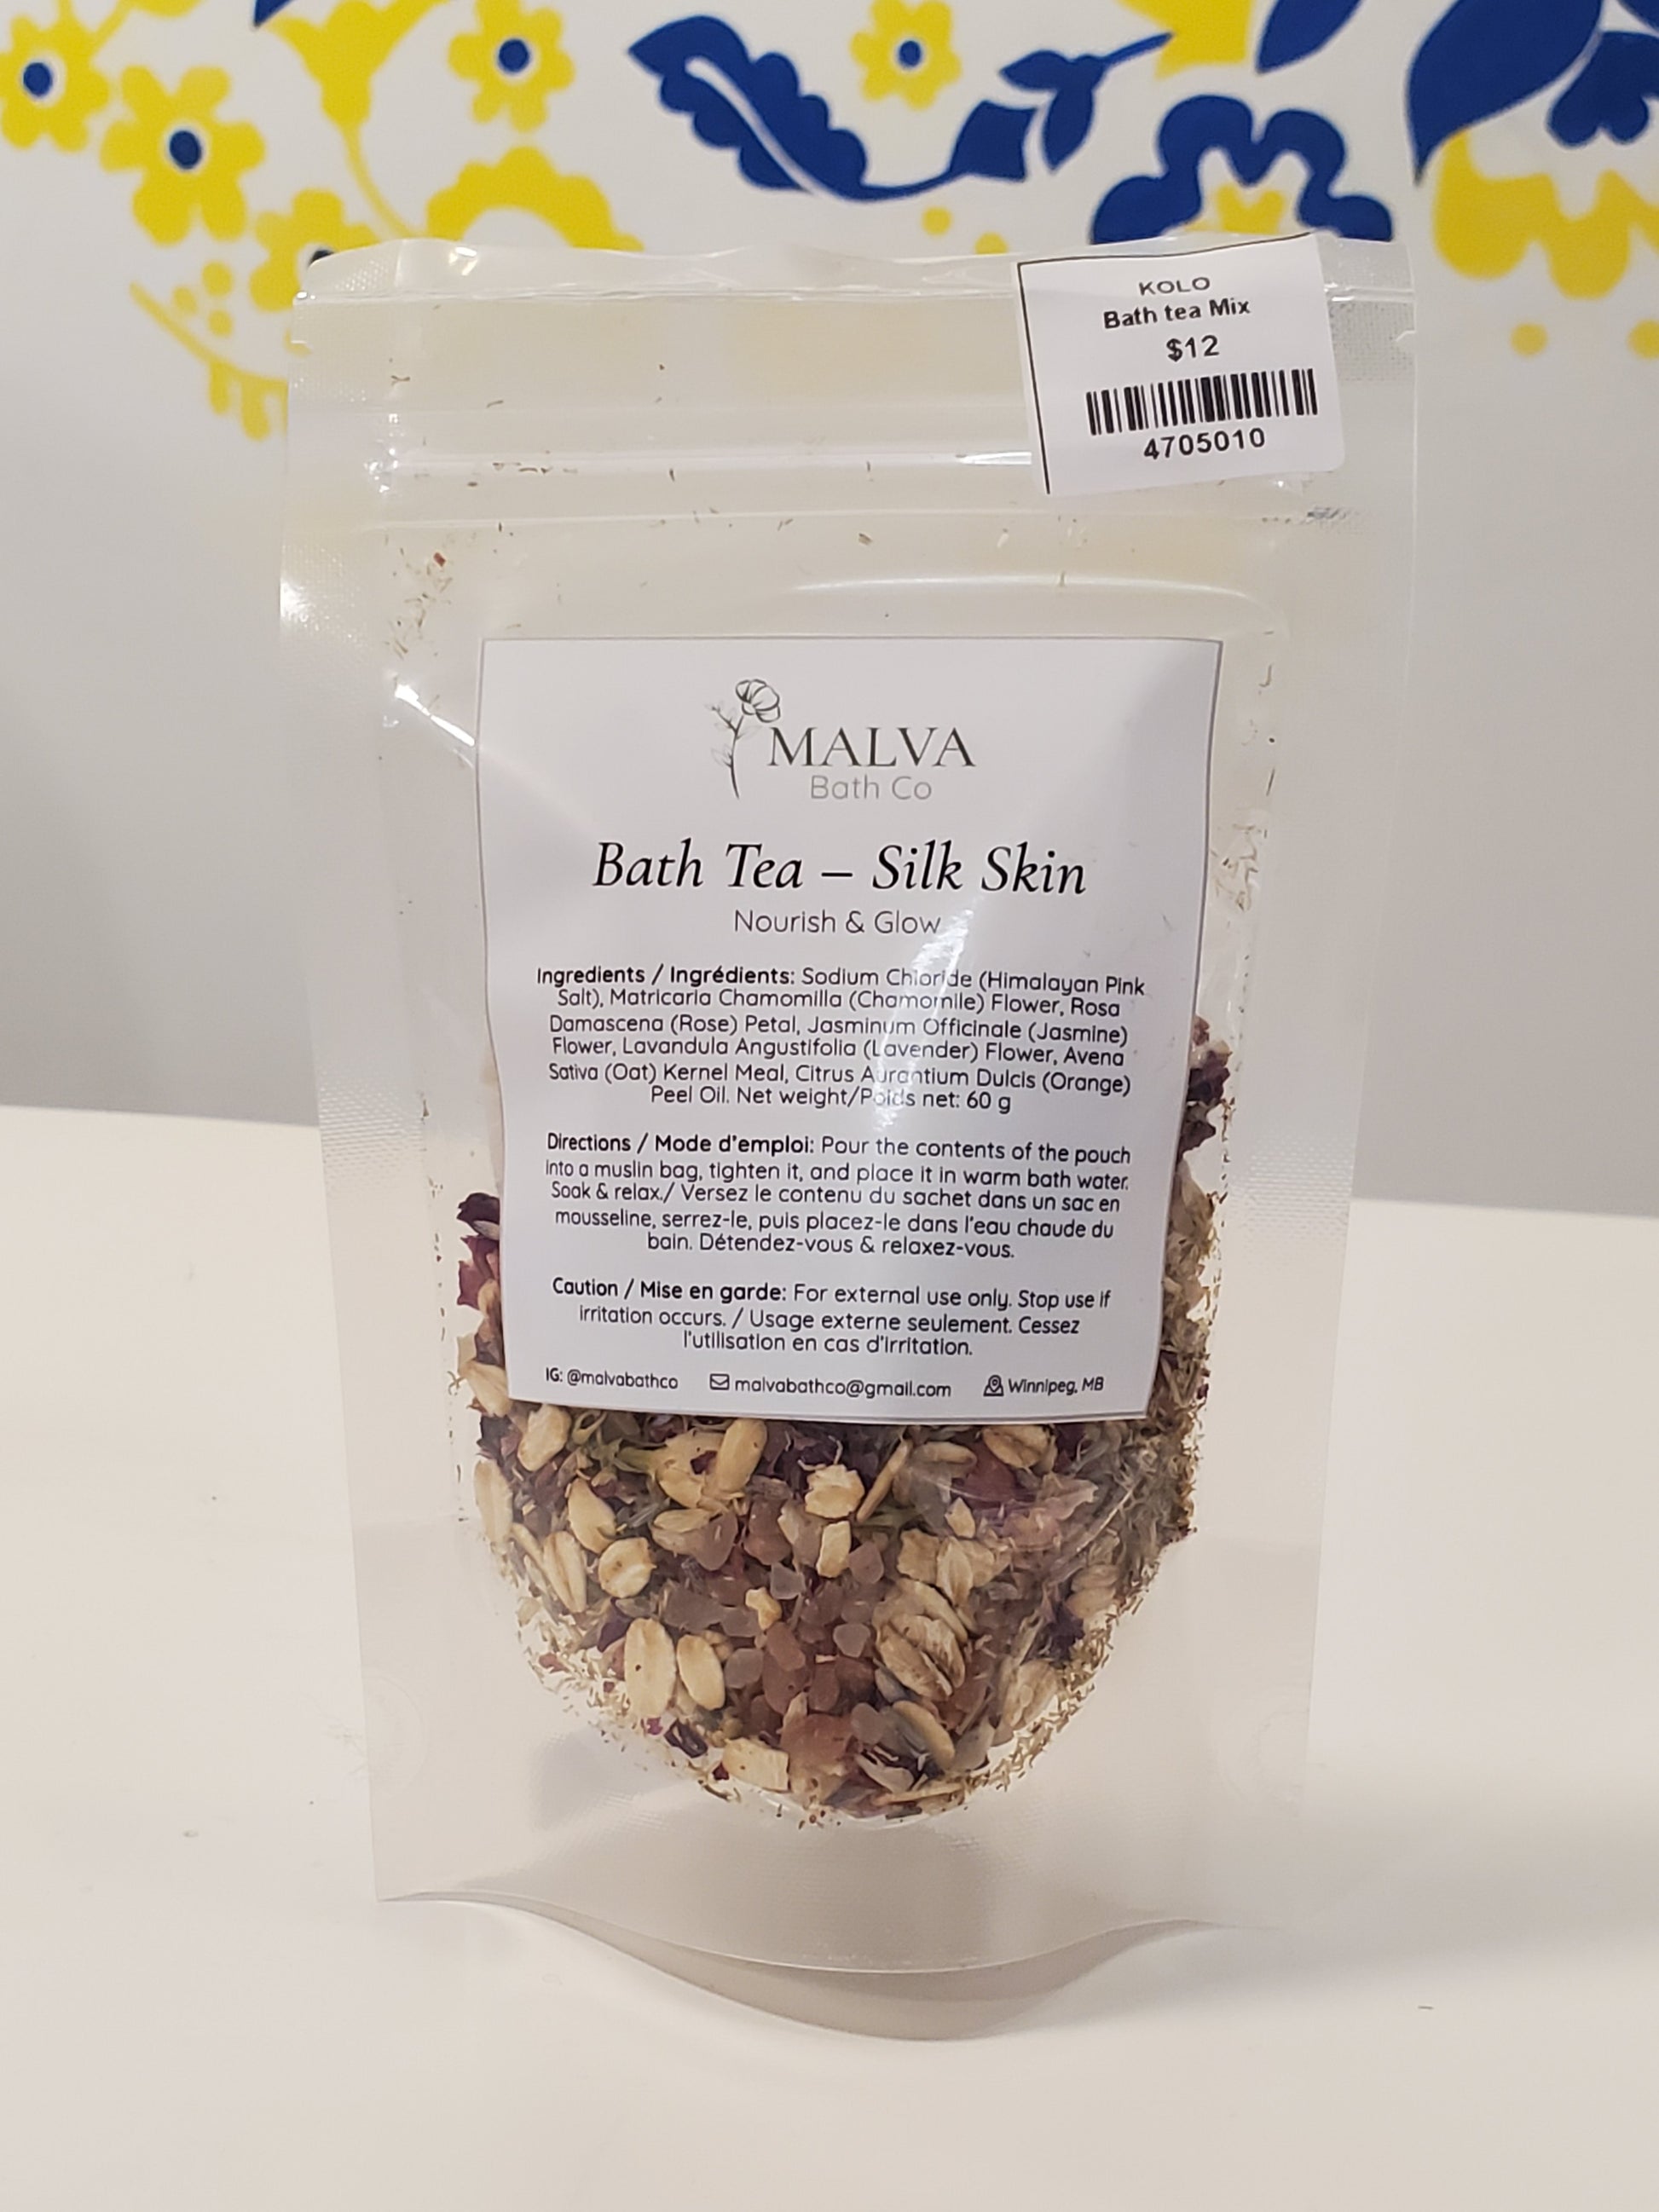 KOLO
Bath tea Mix
$12
4705010
MALVA
Bath Co
Bath Tea – Silk Skin
Nourish & Glow
Ingredients / Ingrédients: Sodium Chloride (Himalayan Pink
Salt), Matricaria Chamomilla (Chamomile) Flower, Rosa
Damascena (Rose) Petal, Jasminum Officinale (Jasmine)
Flower, Lavandula Angustifolia (Lavender) Flower, Avena
Sativa (Oat) Kernel Meal, Citrus Aurantium Dulcis (Orange)
Peel Oil. Net weight/Poids net: 60 g
Directions / Mode d'emploi: Pour the contents of the pouch
into a muslin bag, tighten it, and place it in warm bath water.
Soak & relax./ Versez le contenu du sachet dans un sac en
mousseline, serrez-le, puis placez-le dans l'eau chaude du
bain. Détendez-vous & relaxez-vous.
Caution / Mise en garde: For external use only. Stop use if
irritation occurs. / Usage externe seulement. Cessez
l'utilisation en cas d'irritation.
IG: @malvabathco malvabathco@gmail.com Winnipeg, MB